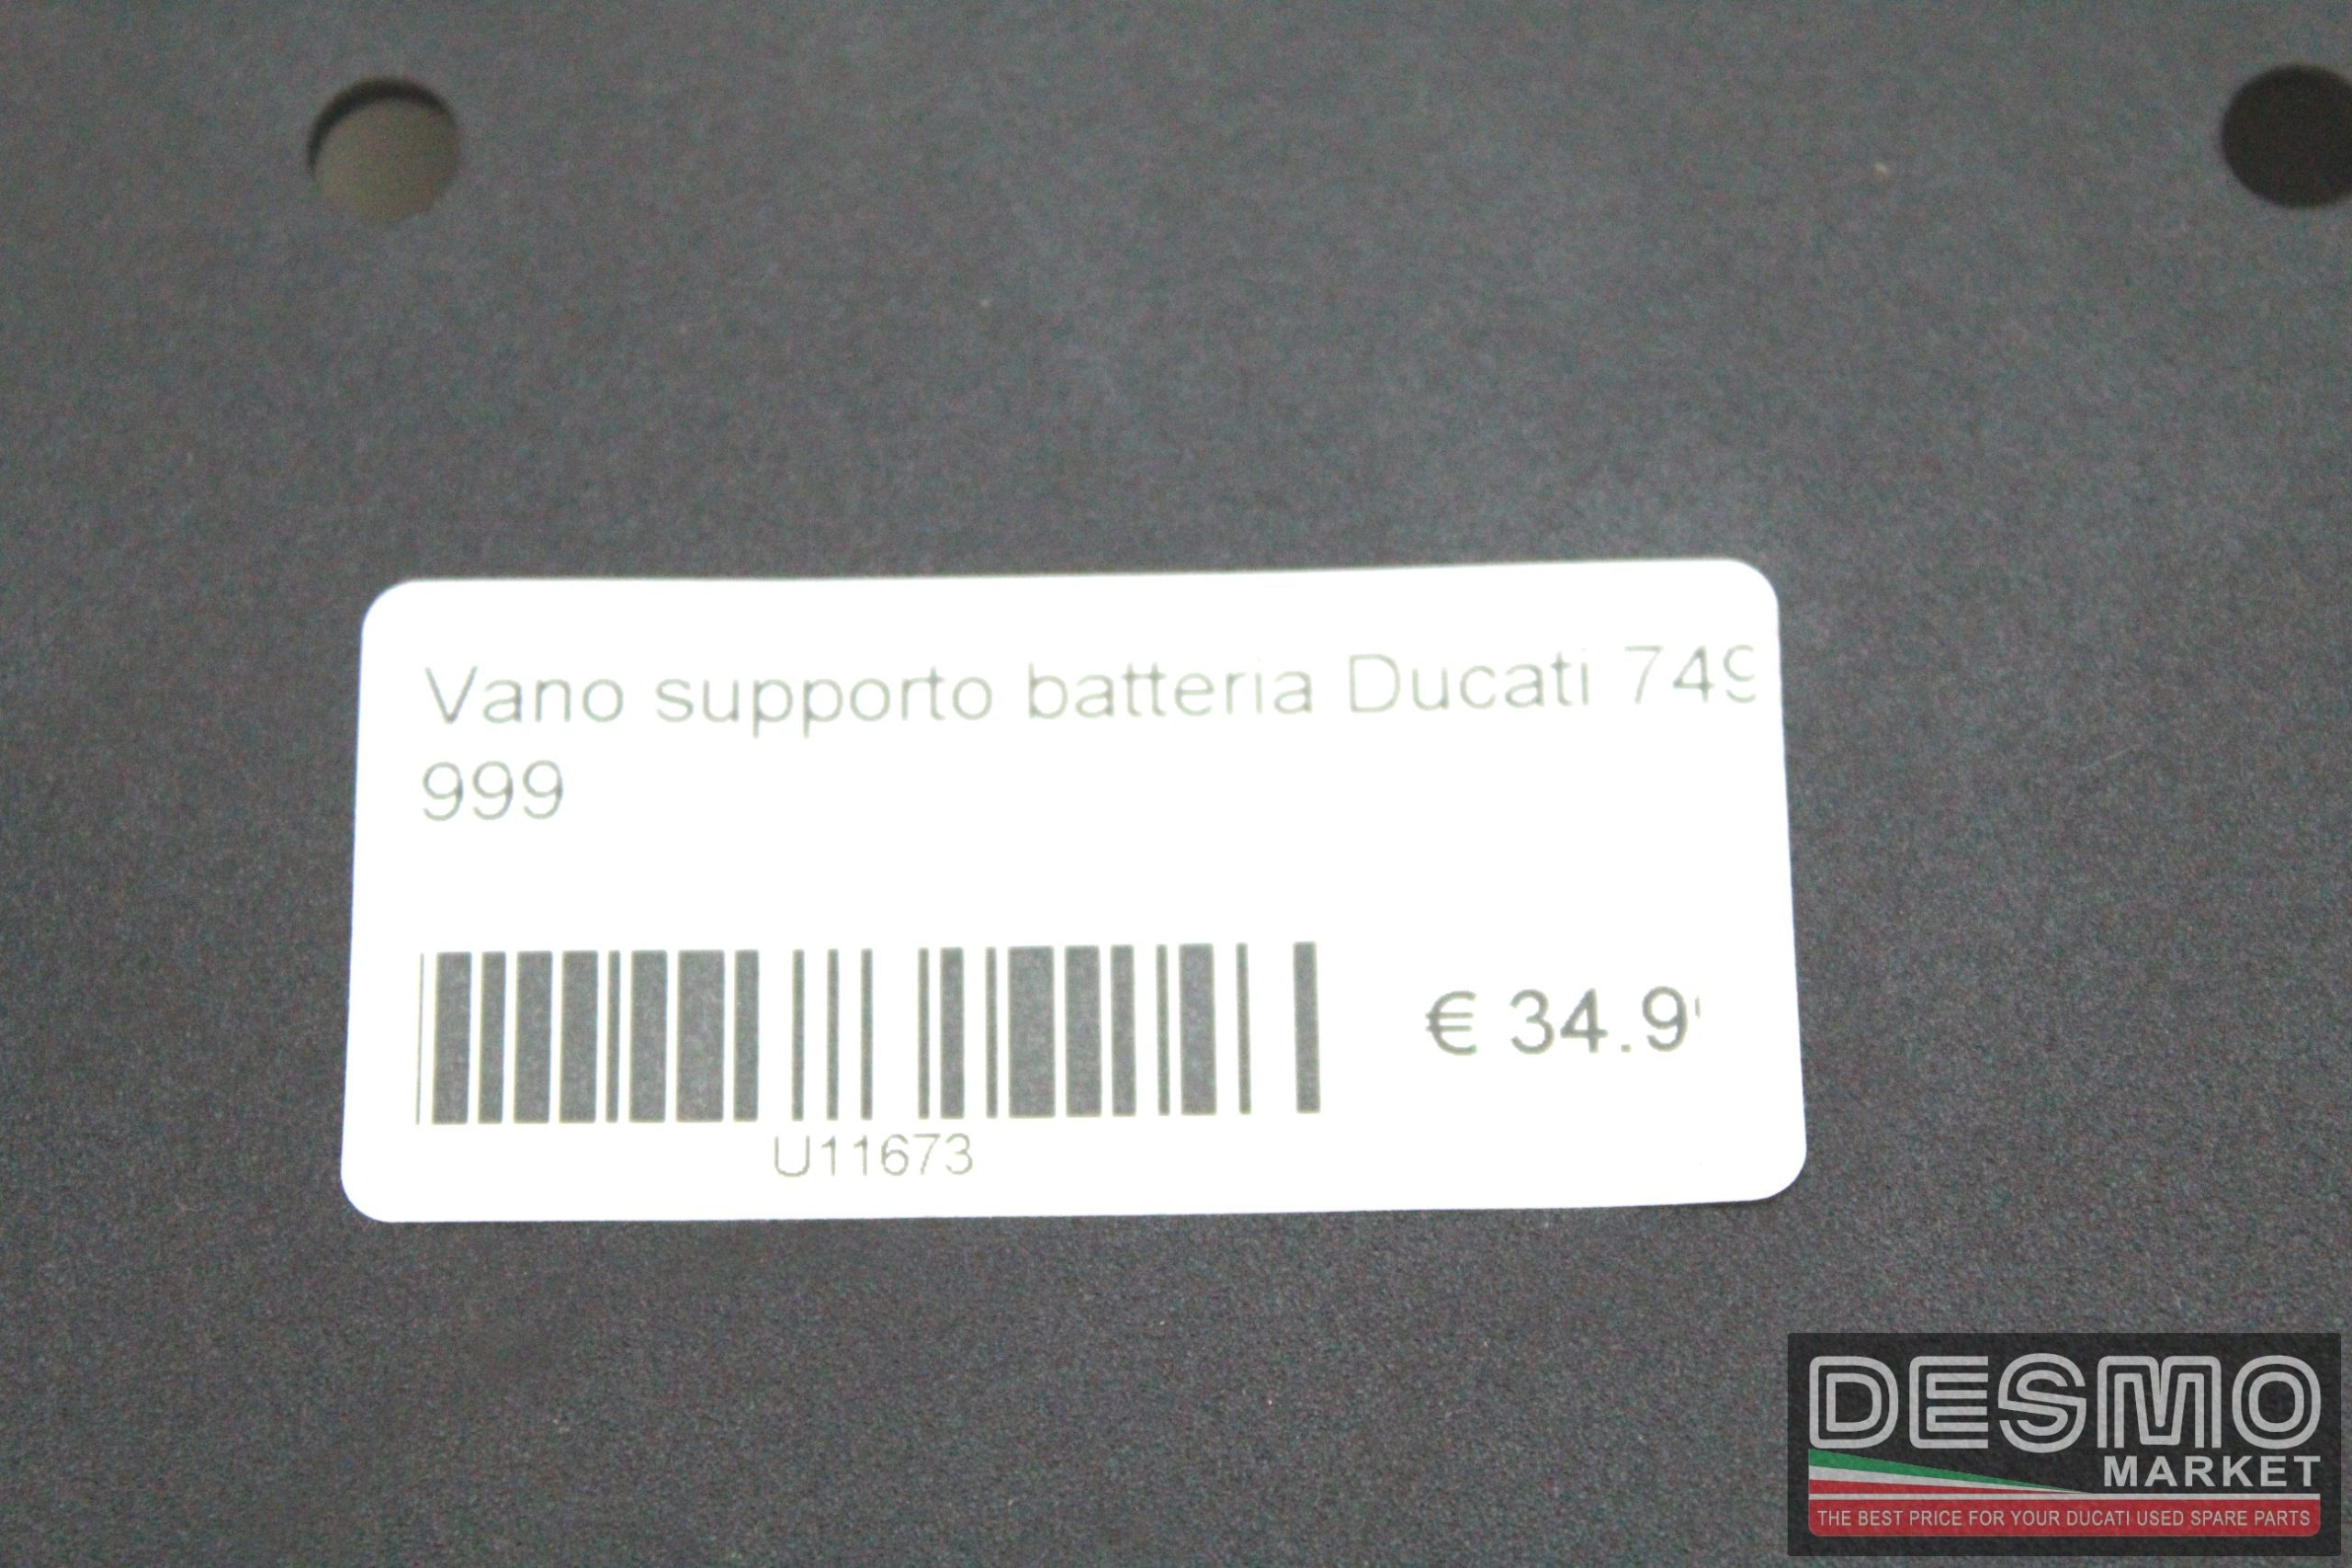 Vano supporto batteria Ducati 749
999
€ 34.9
U11673
DESMO
MARKET
THE BEST PRICE FOR YOUR DUCATI USED SPARE PARTS